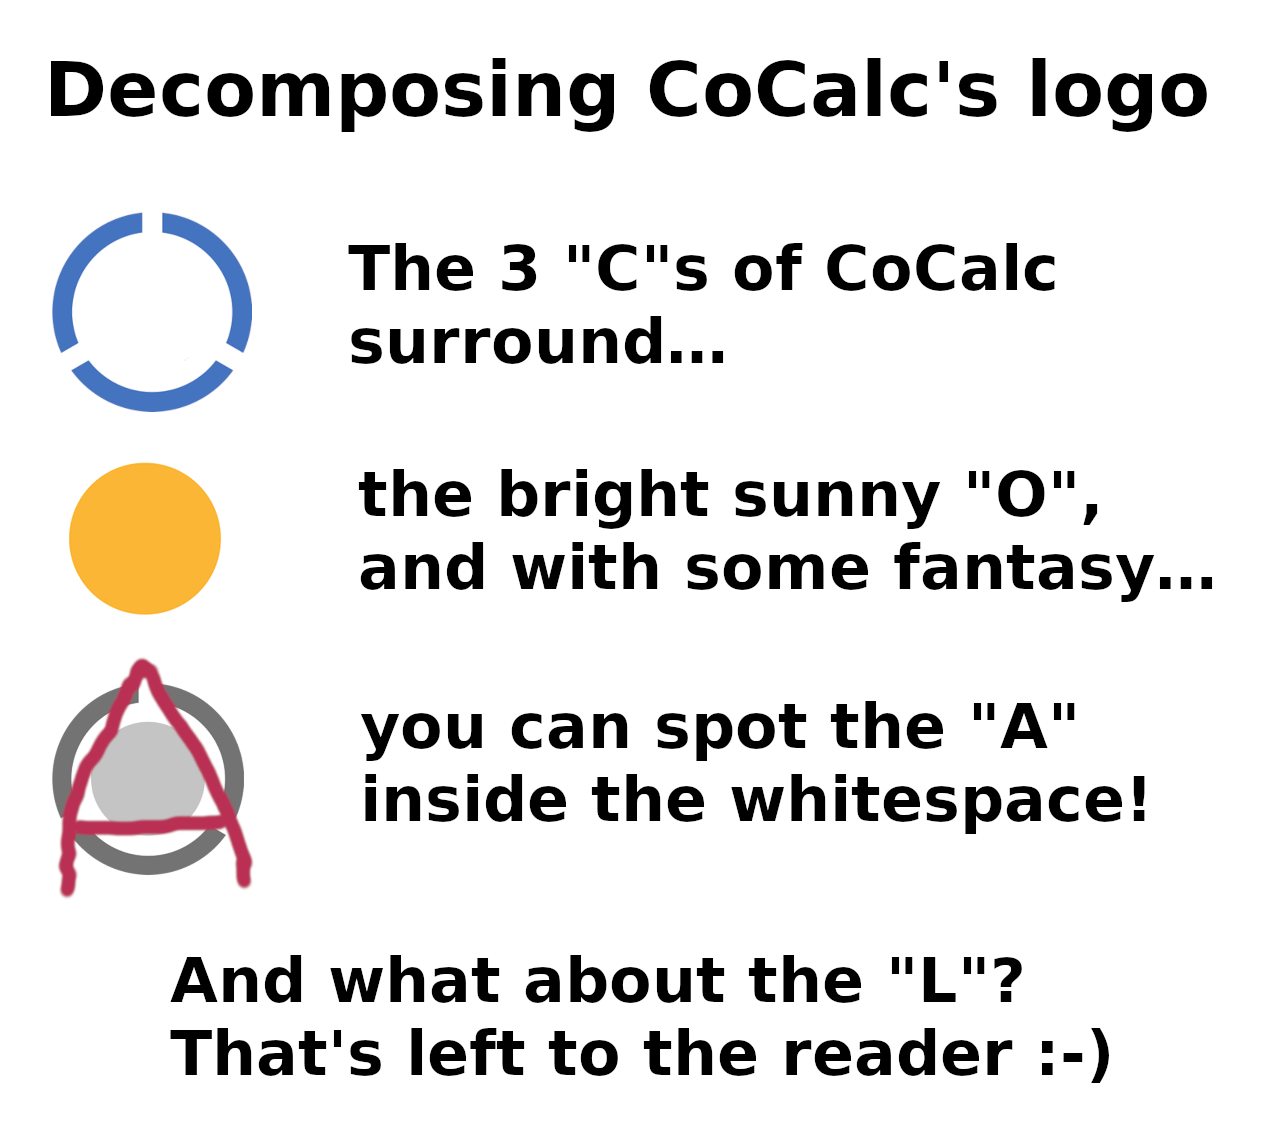 Decomposing CoCalc's logo
The 3 "C"s of CoCalc
surround...
the bright sunny "O",
and with some fantasy...
you can spot the "A"
inside the whitespace!
And what about the "L"?
That's left to the reader :-)